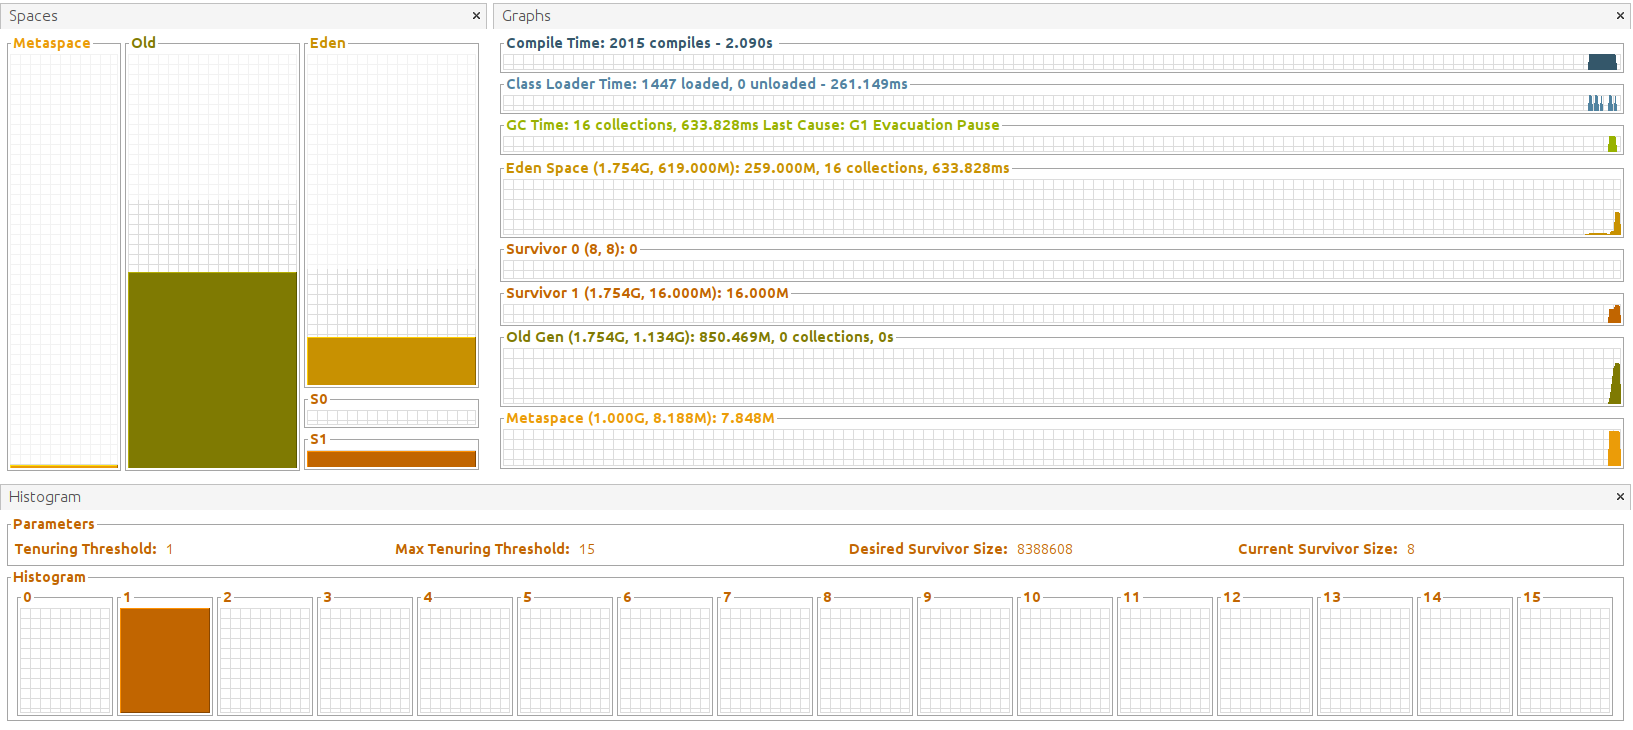 Spaces
×
Metaspace
Old
Eden
S0
S1
Graphs
×
Compile Time: 2015 compiles - 2.090s
Class Loader Time: 1447 loaded, 0 unloaded - 261.149ms
GC Time: 16 collections, 633.828ms Last Cause: G1 Evacuation Pause
Eden Space (1.754G, 619.000M): 259.000M, 16 collections, 633.828ms
Survivor 0 (8, 8): 0
Survivor 1 (1.754G, 16.000M): 16.000M
Old Gen (1.754G, 1.134G): 850.469M, 0 collections, 0s
Metaspace (1.000G, 8.188M): 7.848M
Histogram
×
Parameters
Tenuring Threshold: 1 Max Tenuring Threshold: 15 Desired Survivor Size: 8388608 Current Survivor Size: 8
Histogram
0 1 2 3 4 5 6 7 8 9 10 11 12 13 14 15